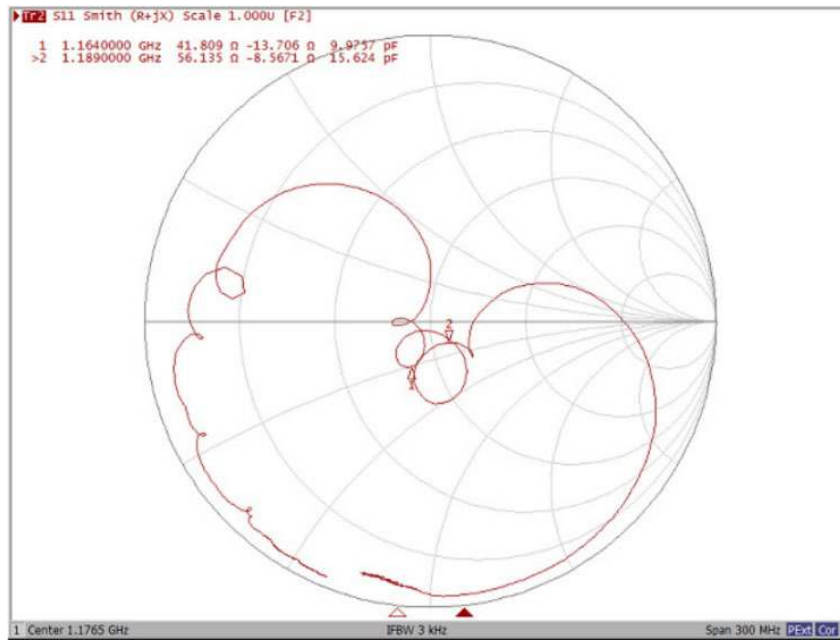 Tr2 S11 Smith (R+jX) Scale 1.000U [F2]
1 1.1640000 GHz 41.809 Ω -13.706 Ω 9.9757 pF
>2 1.1890000 GHz 56.135 Ω -8.5671 Ω 15.624 pF
2
1
1 Center 1.1765 GHz IFBW 3 kHz Span 300 MHz PExt Cor